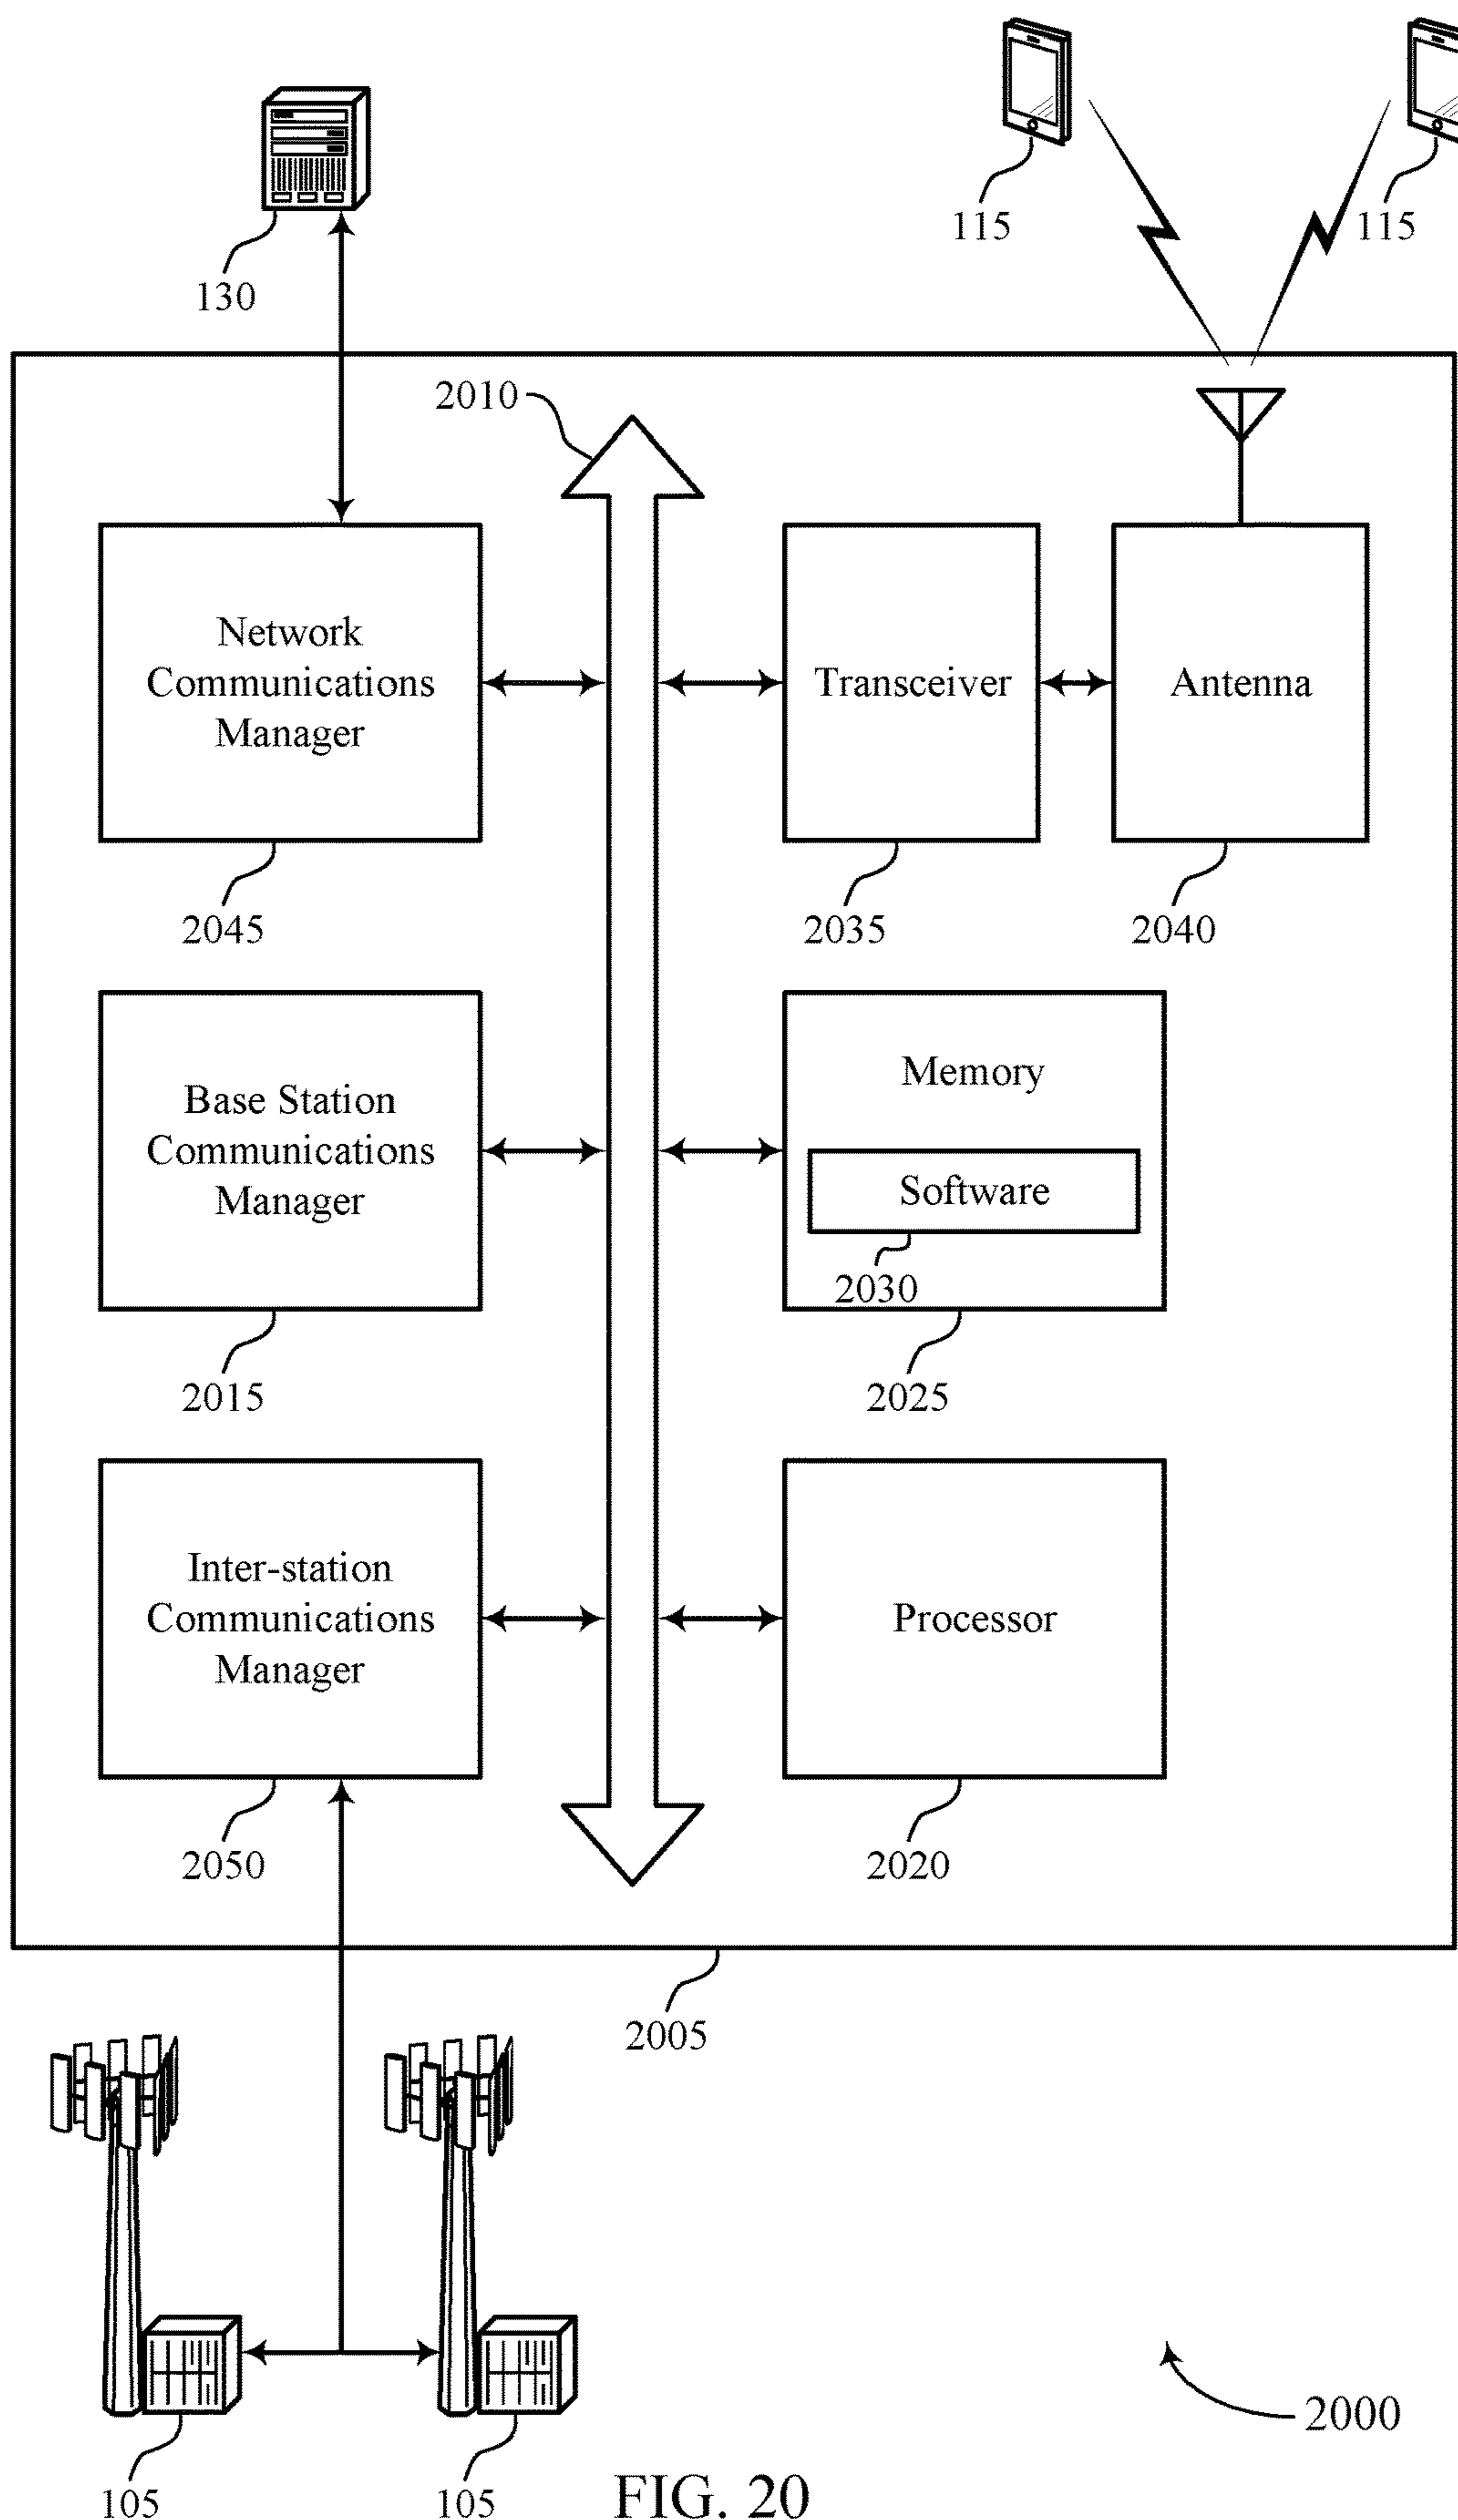 115
115
130
2010
Network
Communications
Manager
Transceiver
Antenna
2045
2035
2040
Base Station
Communications
Manager
Memory
Software
2030
2015
2025
Inter-station
Communications
Manager
Processor
2050
2020
2005
2000
105
105
FIG. 20